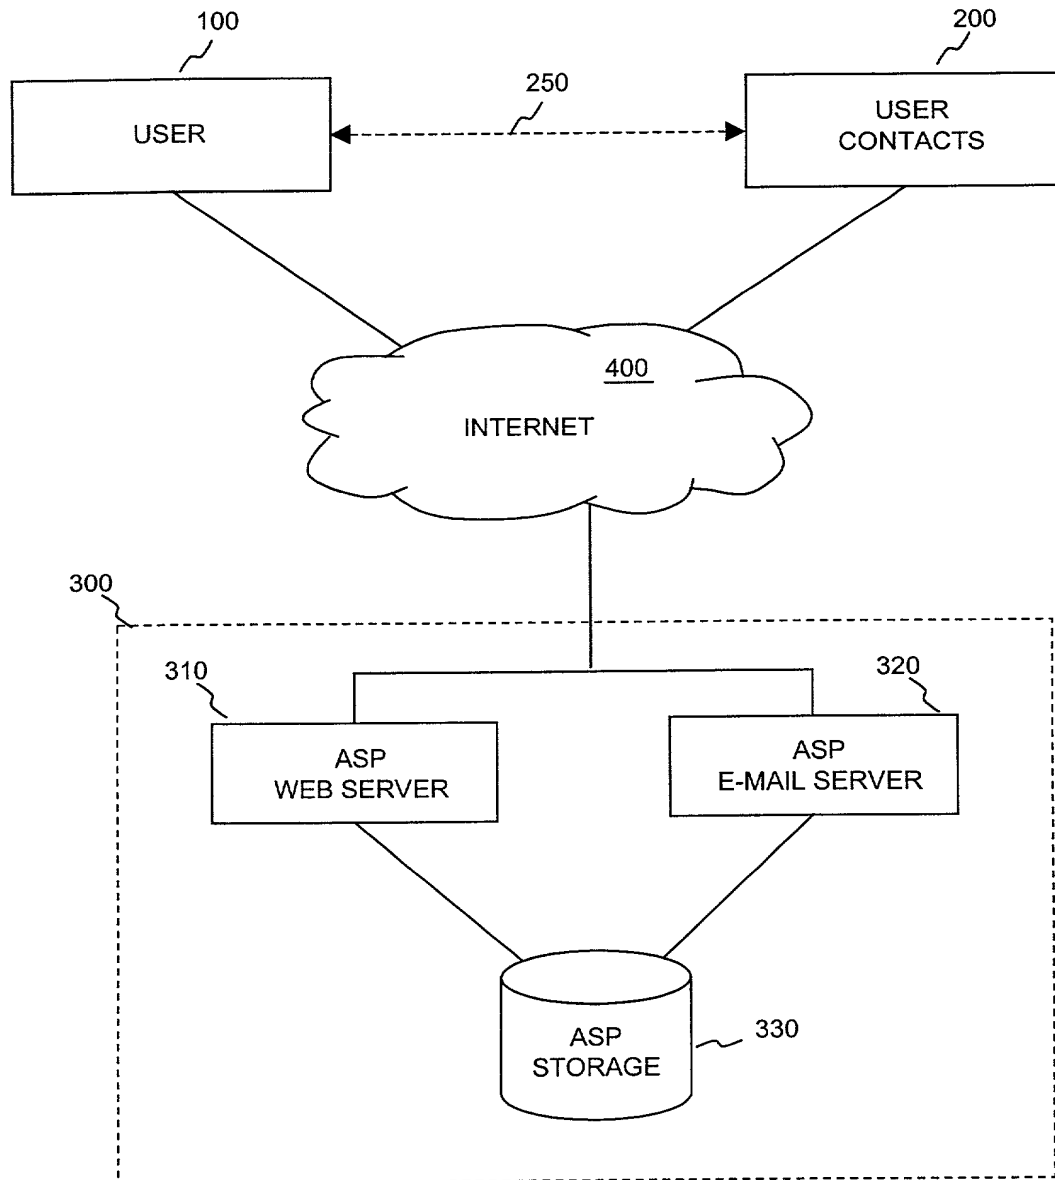 100
200
250
USER
USER
CONTACTS
400
INTERNET
300
310
320
ASP
WEB SERVER
ASP
E-MAIL SERVER
ASP
STORAGE
330